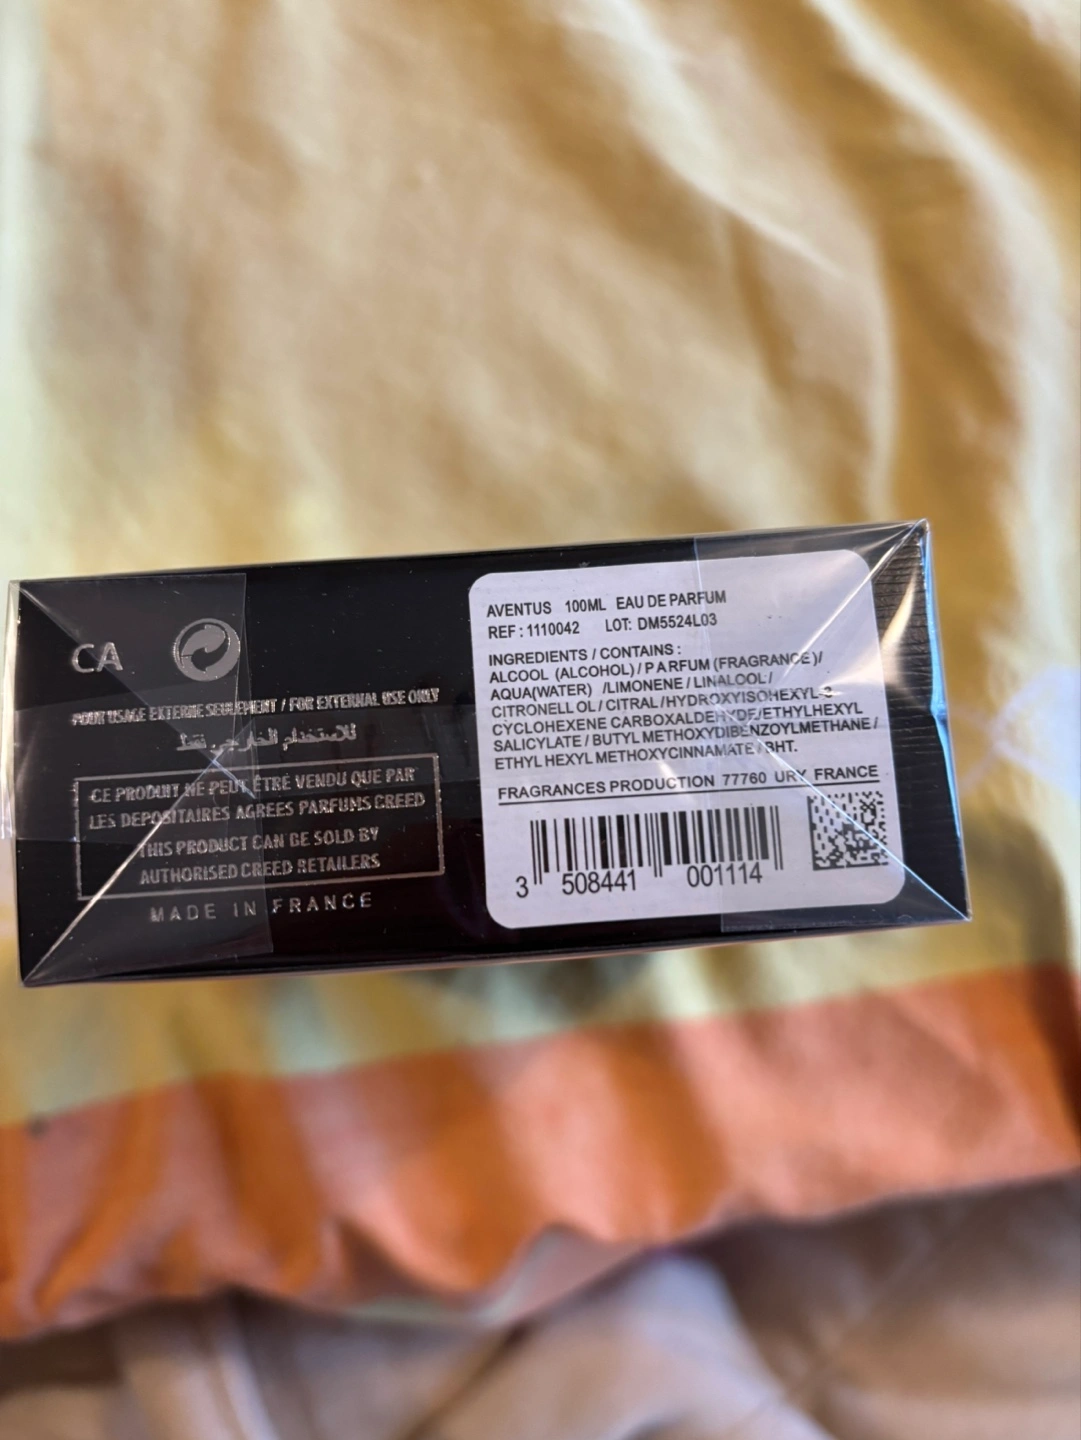 CA
POUR USAGE EXTERNE SEULEMENT / FOR EXTERNAL USE ONLY
للاستخدام الخارجي فقط
CE PRODUIT NE PEUT ÊTRE VENDU QUE PAR
LES DEPOSITAIRES AGREES PARFUMS CREED
THIS PRODUCT CAN BE SOLD BY
AUTHORISED CREED RETAILERS
MADE IN FRANCE
AVENTUS 100ML EAU DE PARFUM
REF : 1110042 LOT: DM5524L03
INGREDIENTS / CONTAINS :
ALCOOL (ALCOHOL) / PARFUM (FRAGRANCE)/
AQUA(WATER) /LIMONENE / LINALOOL /
CITRONELLOL / CITRAL /HYDROXYISOHEXYL 3
CYCLOHEXENE CARBOXALDEHYDE/ETHYLHEXYL
SALICYLATE / BUTYL METHOXYDIBENZOYLMETHANE /
ETHYL HEXYL METHOXYCINNAMATE / BHT.
FRAGRANCES PRODUCTION 77760 URY FRANCE
3 508441 001114